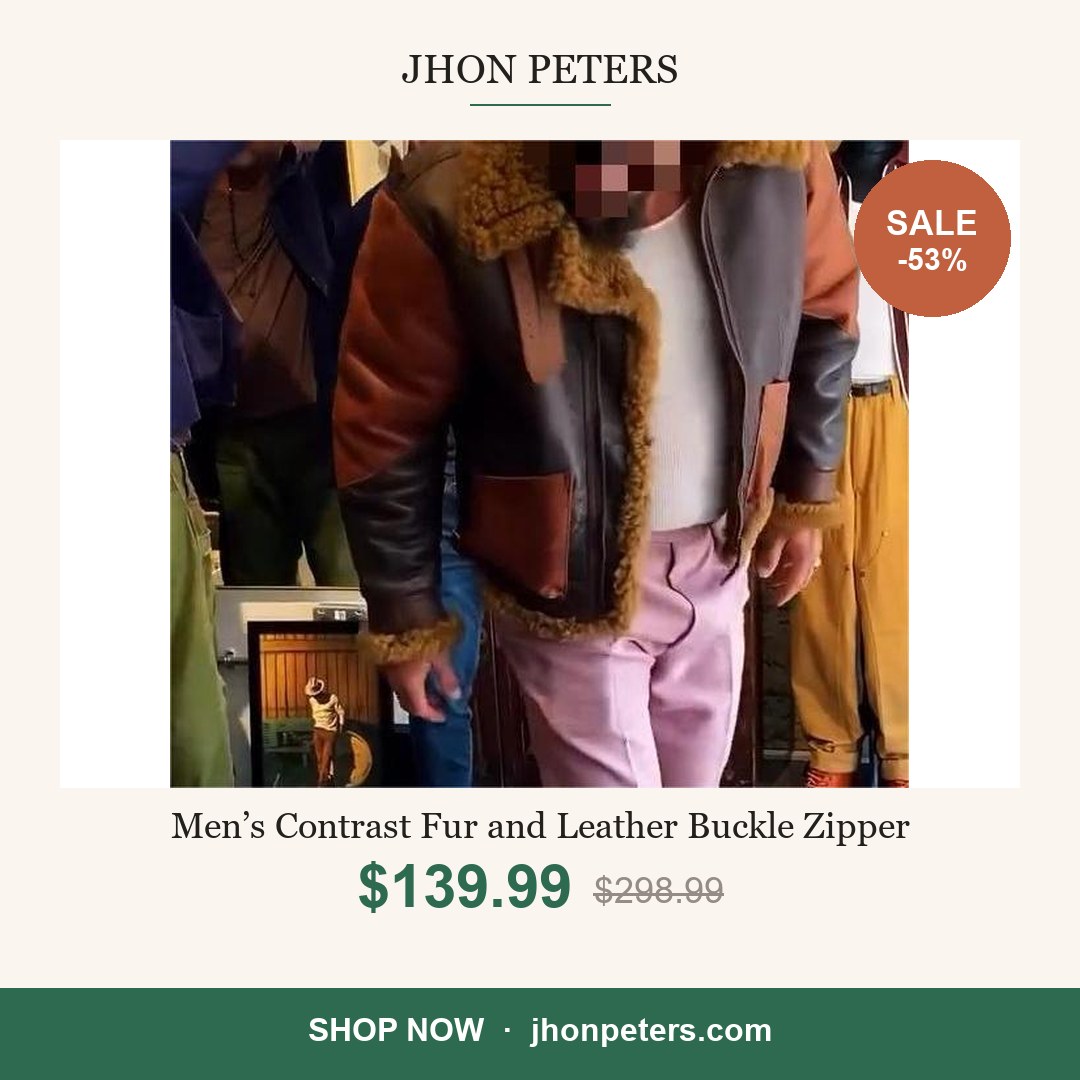 JHON PETERS
SALE
-53%
Men’s Contrast Fur and Leather Buckle Zipper
$139.99 $298.99
SHOP NOW · jhonpeters.com